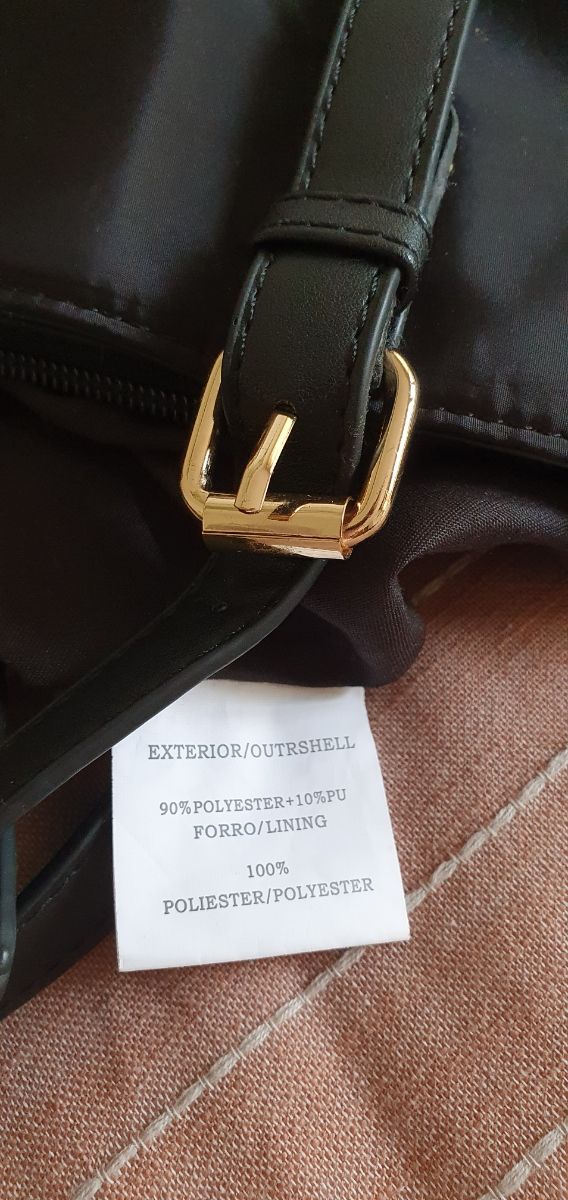 EXTERIOR/OUTRSHELL
90%POLYESTER+10%PU
FORRO/LINING
100%
POLIESTER/POLYESTER